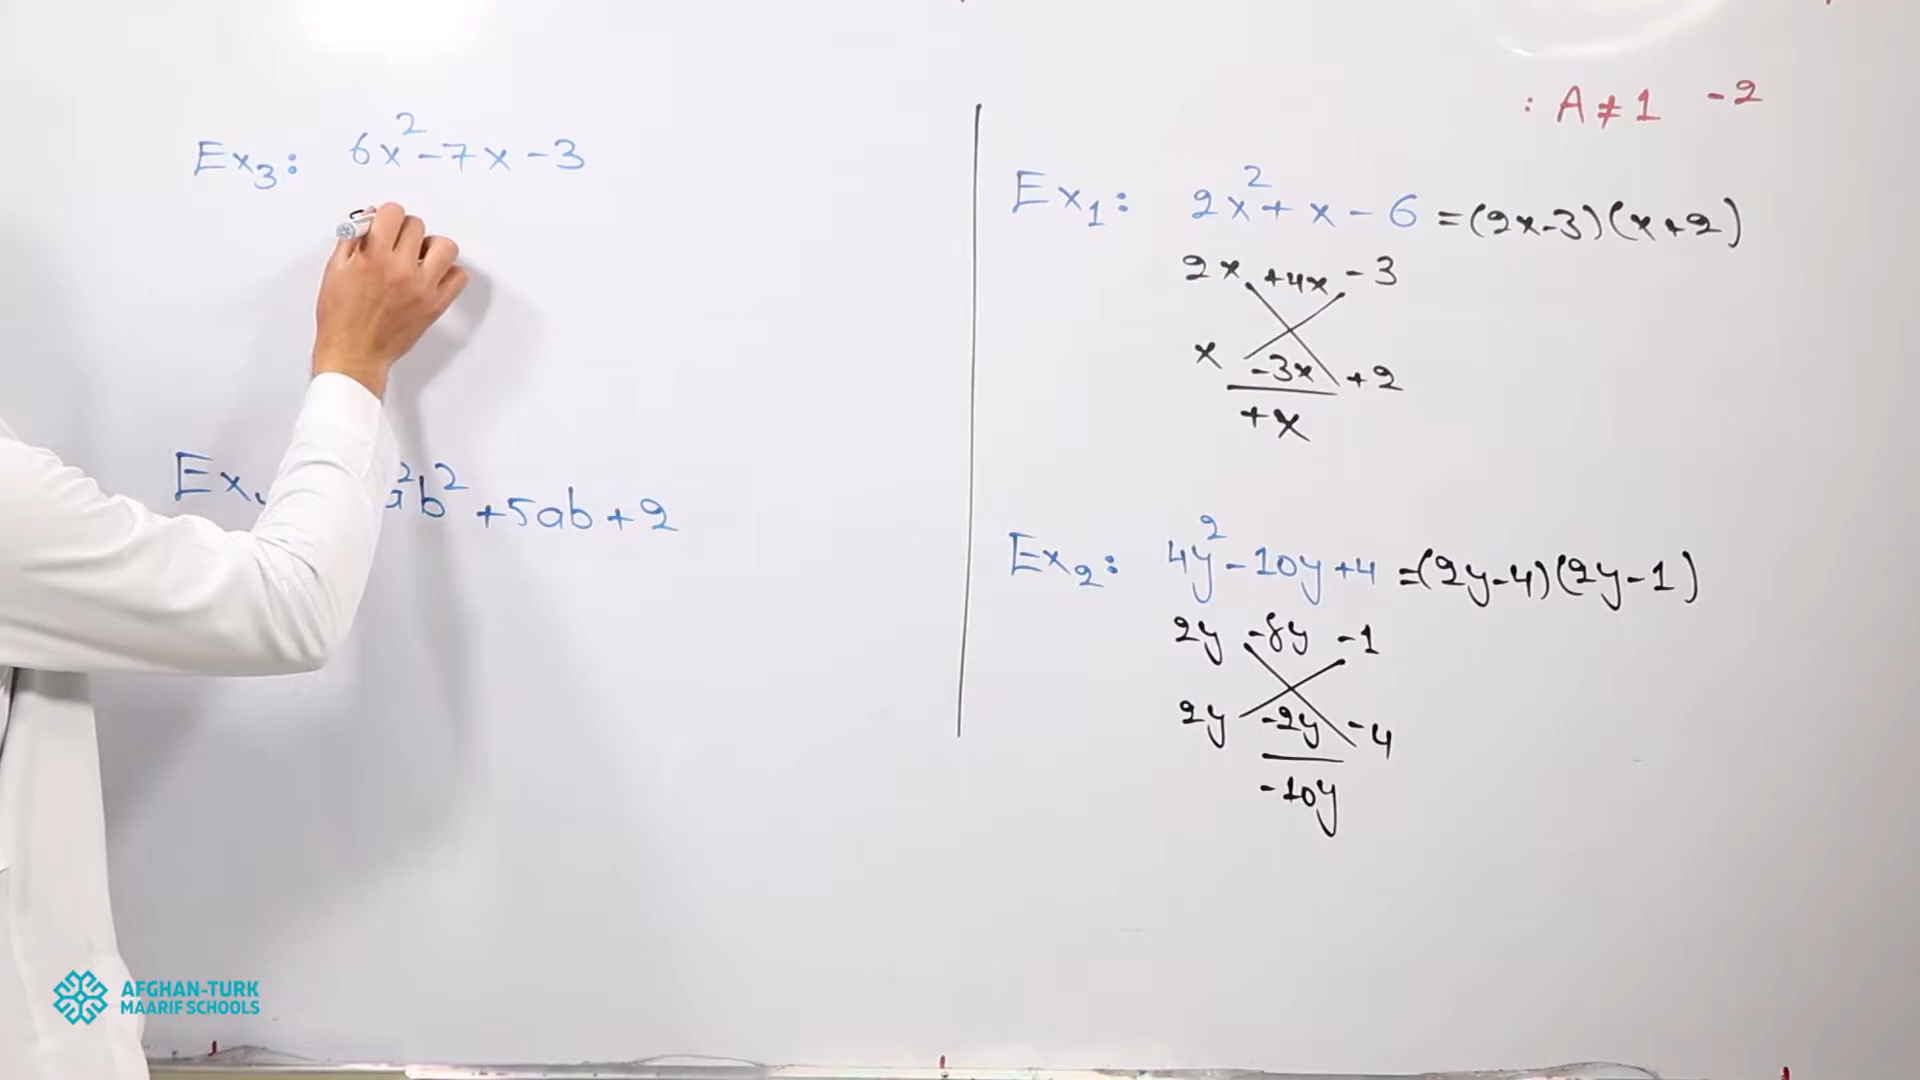 : A ≠ 1 -2
Ex3: 6x² - 7x - 3
Ex a²b² + 5ab + 2
Ex1: 2x² + x - 6 = (2x-3)(x+2)
2x +4x -3
x -3x +2
+x
Ex2: 4y² - 10y + 4 = (2y-4)(2y-1)
2y -8y -1
2y -2y -4
-10y
AFGHAN-TURK
MAARIF SCHOOLS